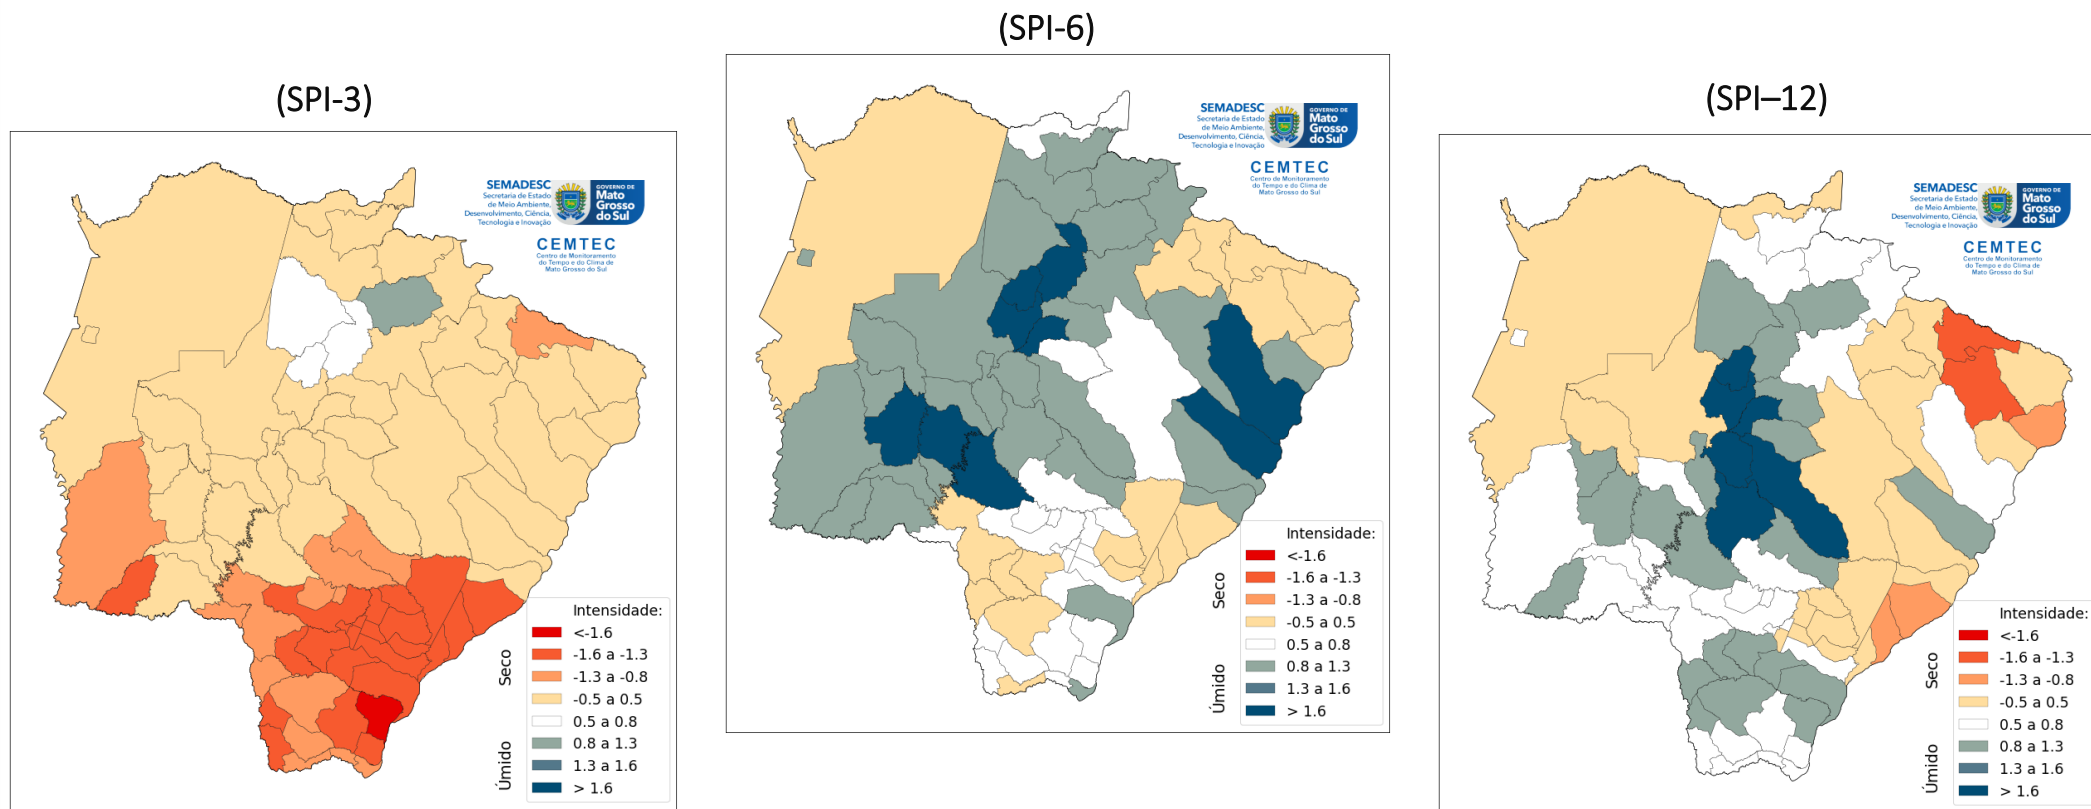 (SPI-3)
SEMADESC
Secretaria de Estado
de Meio Ambiente,
Desenvolvimento, Ciência,
Tecnologia e Inovação
GOVERNO DE
Mato
Grosso
do Sul
CEMTEC
Centro de Monitoramento
do Tempo e do Clima de
Mato Grosso do Sul
Intensidade:
<-1.6
-1.6 a -1.3
-1.3 a -0.8
-0.5 a 0.5
0.5 a 0.8
0.8 a 1.3
1.3 a 1.6
> 1.6
Seco
Úmido
(SPI-6)
SEMADESC
Secretaria de Estado
de Meio Ambiente,
Desenvolvimento, Ciência,
Tecnologia e Inovação
GOVERNO DE
Mato
Grosso
do Sul
CEMTEC
Centro de Monitoramento
do Tempo e do Clima de
Mato Grosso do Sul
Intensidade:
<-1.6
-1.6 a -1.3
-1.3 a -0.8
-0.5 a 0.5
0.5 a 0.8
0.8 a 1.3
1.3 a 1.6
> 1.6
Seco
Úmido
(SPI–12)
SEMADESC
Secretaria de Estado
de Meio Ambiente,
Desenvolvimento, Ciência,
Tecnologia e Inovação
GOVERNO DE
Mato
Grosso
do Sul
CEMTEC
Centro de Monitoramento
do Tempo e do Clima de
Mato Grosso do Sul
Intensidade:
<-1.6
-1.6 a -1.3
-1.3 a -0.8
-0.5 a 0.5
0.5 a 0.8
0.8 a 1.3
1.3 a 1.6
> 1.6
Seco
Úmido